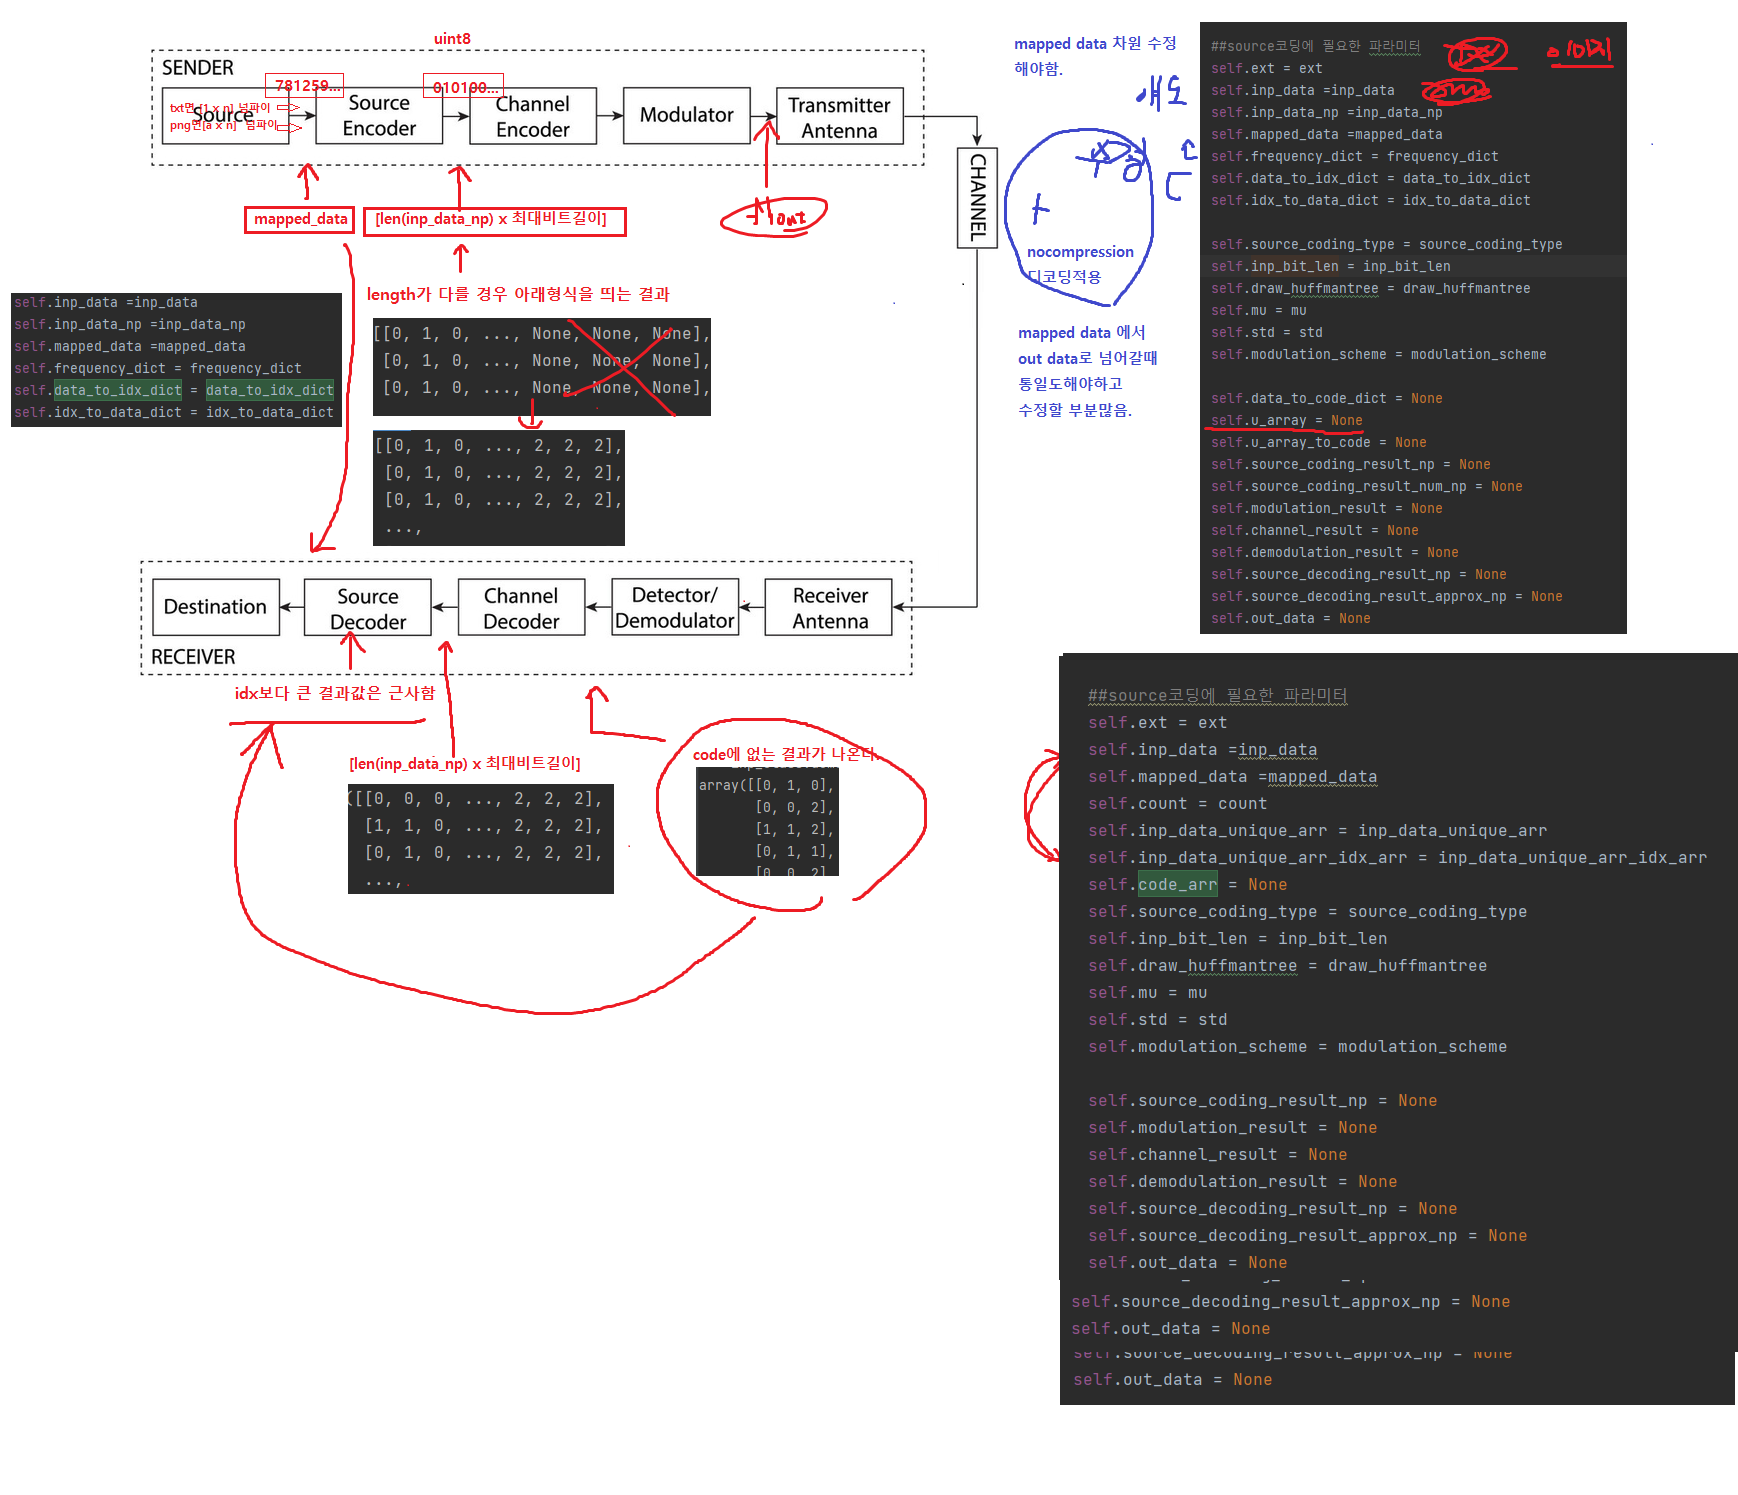 uint8
SENDER
781259...
010100...
txt면 [1 x n] 넘파이
png면[a x n] 넘파이
Source
Source
Encoder
Channel
Encoder
Modulator
Transmitter
Antenna
CHANNEL
mapped_data
[len(inp_data_np) x 최대비트길이]
length가 다를 경우 아래형식을 띄는 결과
self.inp_data =inp_data
self.inp_data_np =inp_data_np
self.mapped_data =mapped_data
self.frequency_dict = frequency_dict
self.data_to_idx_dict = data_to_idx_dict
self.idx_to_data_dict = idx_to_data_dict
[[0, 1, 0, ..., None, None, None],
[0, 1, 0, ..., None, None, None],
[0, 1, 0, ..., None, None, None],
[[0, 1, 0, ..., 2, 2, 2],
[0, 1, 0, ..., 2, 2, 2],
[0, 1, 0, ..., 2, 2, 2],
...,
mapped data 차원 수정
해야함.
nocompression
디코딩적용
mapped data 에서
out data로 넘어갈때
통일도해야하고
수정할 부분많음.
Destination
Source
Decoder
Channel
Decoder
Detector/
Demodulator
Receiver
Antenna
RECEIVER
idx보다 큰 결과값은 근사함
[len(inp_data_np) x 최대비트길이]
([[0, 0, 0, ..., 2, 2, 2],
[1, 1, 0, ..., 2, 2, 2],
[0, 1, 0, ..., 2, 2, 2],
...,
code에 없는 결과가 나온다.
array([[0, 1, 0],
[0, 0, 2],
[1, 1, 2],
[0, 1, 1],
[0, 0, 2]
##source코딩에 필요한 파라미터
이미지
self.ext = ext
self.inp_data =inp_data
self.inp_data_np =inp_data_np
self.mapped_data =mapped_data
self.frequency_dict = frequency_dict
self.data_to_idx_dict = data_to_idx_dict
self.idx_to_data_dict = idx_to_data_dict
self.source_coding_type = source_coding_type
self.inp_bit_len = inp_bit_len
self.draw_huffmantree = draw_huffmantree
self.mu = mu
self.std = std
self.modulation_scheme = modulation_scheme
self.data_to_code_dict = None
self.u_array = None
self.u_array_to_code = None
self.source_coding_result_np = None
self.source_coding_result_num_np = None
self.modulation_result = None
self.channel_result = None
self.demodulation_result = None
self.source_decoding_result_np = None
self.source_decoding_result_approx_np = None
self.out_data = None
##source코딩에 필요한 파라미터
self.ext = ext
self.inp_data =inp_data
self.mapped_data =mapped_data
self.count = count
self.inp_data_unique_arr = inp_data_unique_arr
self.inp_data_unique_arr_idx_arr = inp_data_unique_arr_idx_arr
self.code_arr = None
self.source_coding_type = source_coding_type
self.inp_bit_len = inp_bit_len
self.draw_huffmantree = draw_huffmantree
self.mu = mu
self.std = std
self.modulation_scheme = modulation_scheme
self.source_coding_result_np = None
self.modulation_result = None
self.channel_result = None
self.demodulation_result = None
self.source_decoding_result_np = None
self.source_decoding_result_approx_np = None
self.out_data = None
self.source_decoding_result_approx_np = None
self.out_data = None
self.source_decoding_result_approx_np = None
self.out_data = None